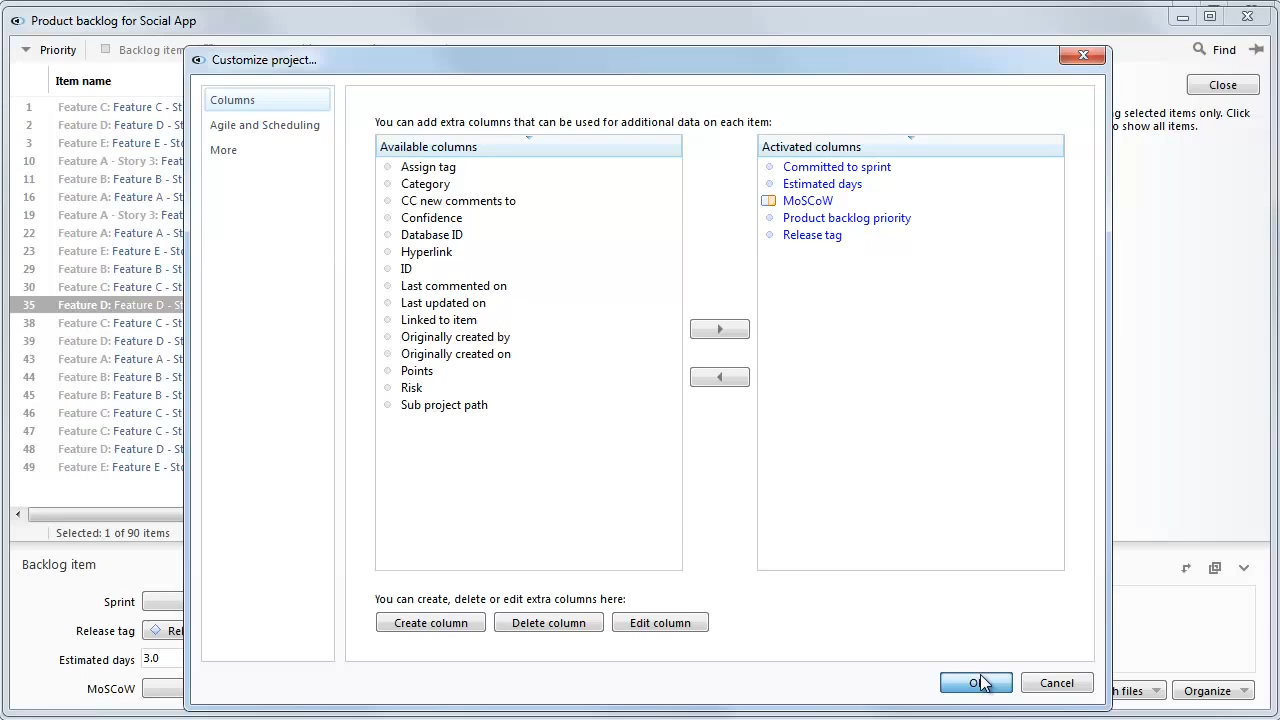 Product backlog for Social App
Priority
Backlog item
Find
Item name
Close
g selected items only. Click
o show all items.
1 Feature C: Feature C - St
2 Feature D: Feature D - St
3 Feature E: Feature E - St
10 Feature A - Story 3: Feat
11 Feature B: Feature B - St
16 Feature A: Feature A - St
19 Feature A - Story 3: Feat
22 Feature A: Feature A - St
23 Feature E: Feature E - St
29 Feature B: Feature B - St
30 Feature C: Feature C - St
35 Feature D: Feature D - St
38 Feature C: Feature C - St
39 Feature D: Feature D - St
43 Feature A: Feature A - St
44 Feature B: Feature B - St
45 Feature B: Feature B - St
46 Feature C: Feature C - St
47 Feature C: Feature C - St
48 Feature D: Feature D - St
49 Feature E: Feature E - St
Selected: 1 of 90 items
Backlog item
Sprint
Release tag Rel
Estimated days 3.0
MoSCoW
h files
Organize
Customize project...
Columns
Agile and Scheduling
More
You can add extra columns that can be used for additional data on each item:
Available columns
Assign tag
Category
CC new comments to
Confidence
Database ID
Hyperlink
ID
Last commented on
Last updated on
Linked to item
Originally created by
Originally created on
Points
Risk
Sub project path
Activated columns
Committed to sprint
Estimated days
MoSCoW
Product backlog priority
Release tag
You can create, delete or edit extra columns here:
Create column
Delete column
Edit column
Cancel